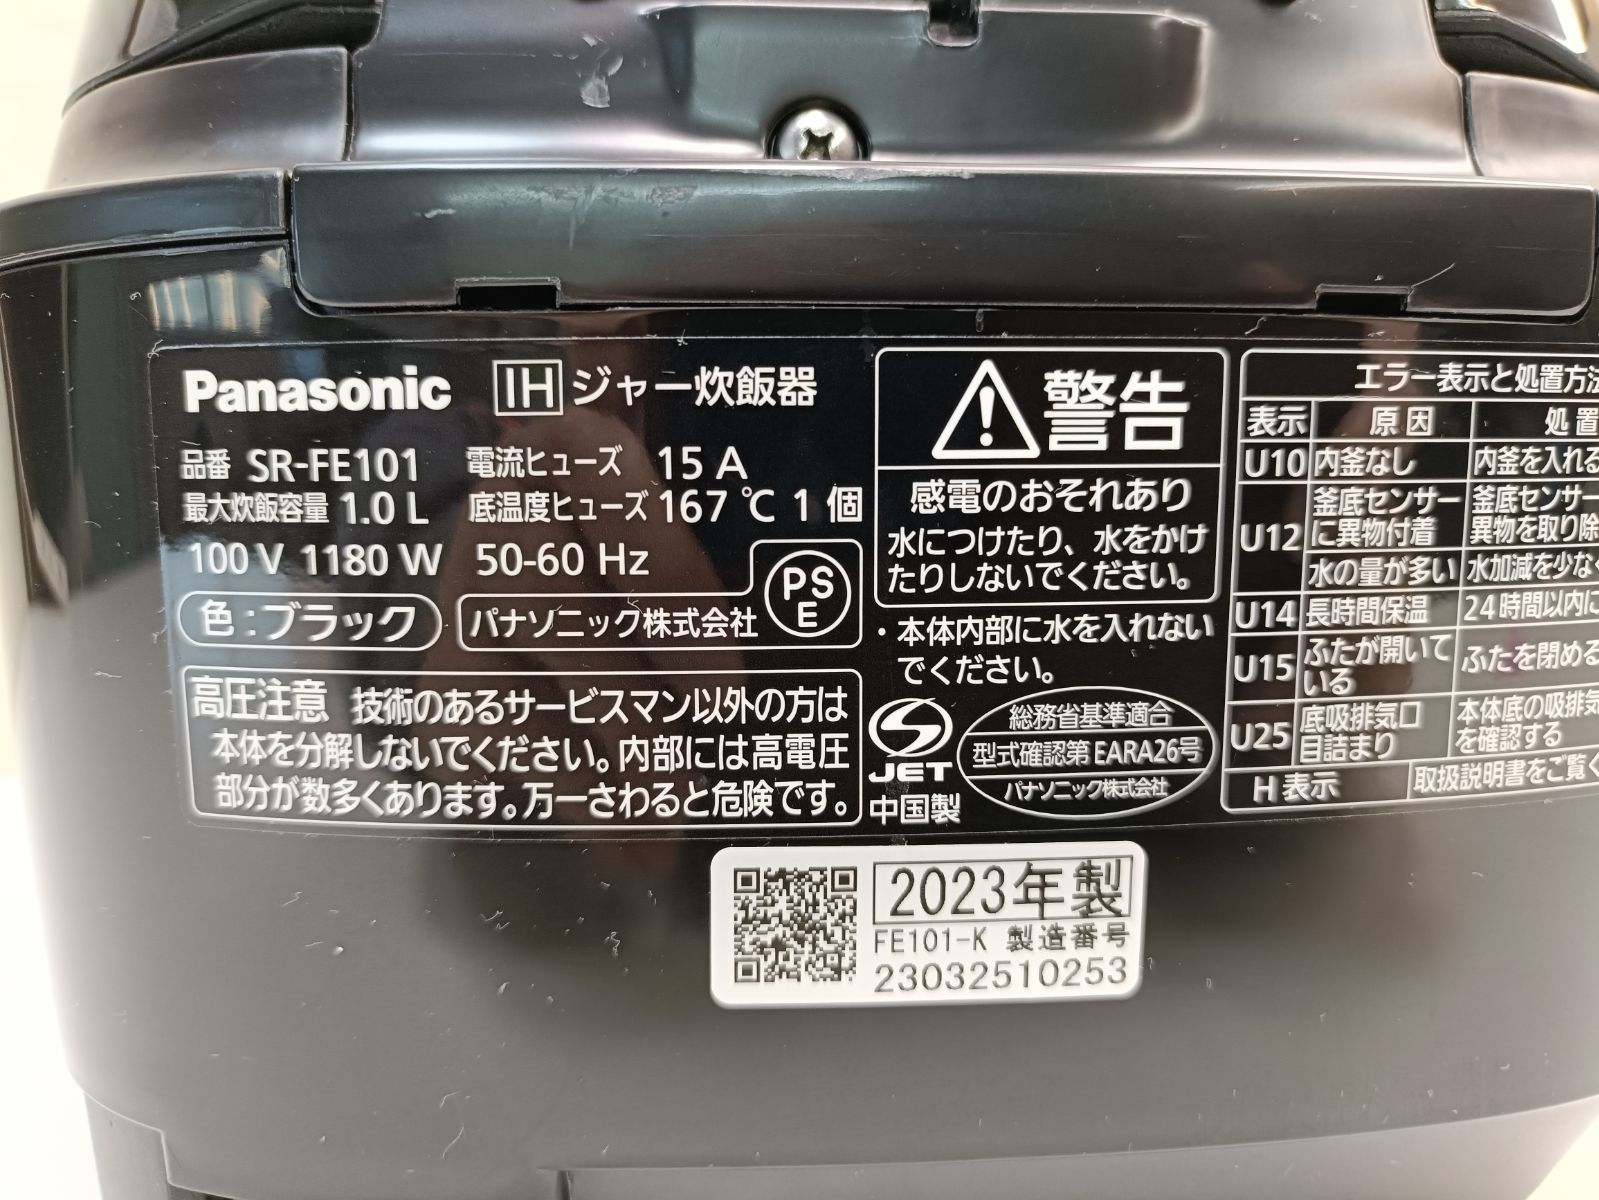 Panasonic IH ジャー炊飯器
品番 SR-FE101 電流ヒューズ 15 A
最大炊飯容量 1.0 L 底温度ヒューズ 167 ℃ 1 個
100 V 1180 W 50-60 Hz
PS
E
色:ブラック パナソニック株式会社
高圧注意 技術のあるサービスマン以外の方は
本体を分解しないでください。内部には高電圧
部分が数多くあります。万一さわると危険です。
警告
感電のおそれあり
水につけたり、水をかけ
たりしないでください。
・本体内部に水を入れない
でください。
JET
中国製
総務省基準適合
型式確認第 EARA26号
パナソニック株式会社
エラー表示と処置方法
表示 原因 処置
U10 内釜なし 内釜を入れる
U12 釜底センサー
に異物付着 釜底センサー
異物を取り除
水の量が多い 水加減を少なく
U14 長時間保温 24時間以内に
U15 ふたが開いて
いる ふたを閉める
U25 底吸排気口
目詰まり 本体底の吸排気
を確認する
H 表示 取扱説明書をご覧く
2023年製
FE101-K 製造番号
23032510253